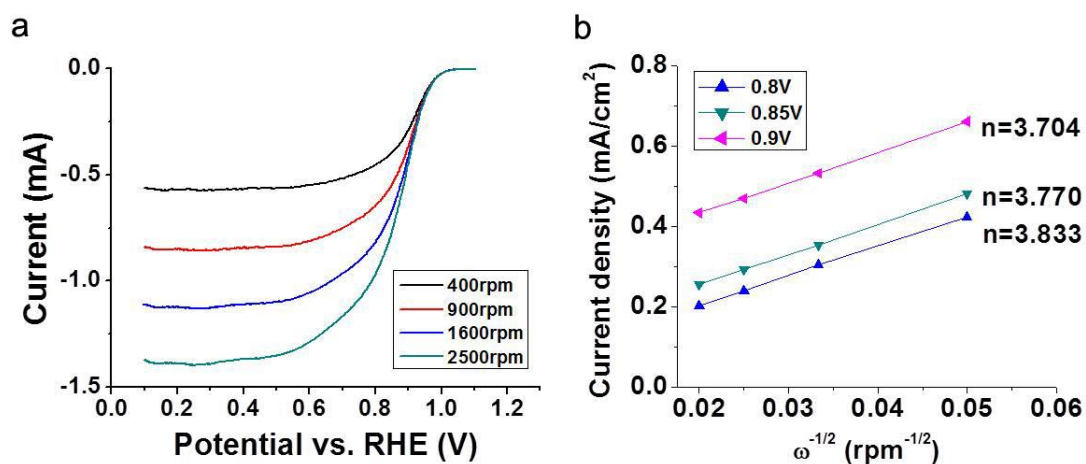 a
0.0
-0.5
-1.0
-1.5
Current (mA)
400rpm
900rpm
1600rpm
2500rpm
0.0 0.2 0.4 0.6 0.8 1.0 1.2
Potential vs. RHE (V)
b
0.8
0.6
0.4
0.2
0.0
Current density (mA/cm²)
0.8V
0.85V
0.9V
n=3.704
n=3.770
n=3.833
0.02 0.03 0.04 0.05 0.06
ω⁻¹/² (rpm⁻¹/²)